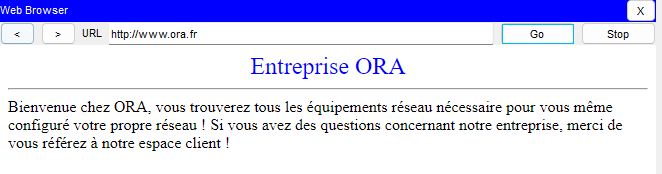 Web Browser X
< > URL http://www.ora.fr Go Stop
Entreprise ORA
Bienvenue chez ORA, vous trouverez tous les équipements réseau nécessaire pour vous même
configuré votre propre réseau ! Si vous avez des questions concernant notre entreprise, merci de
vous référez à notre espace client !